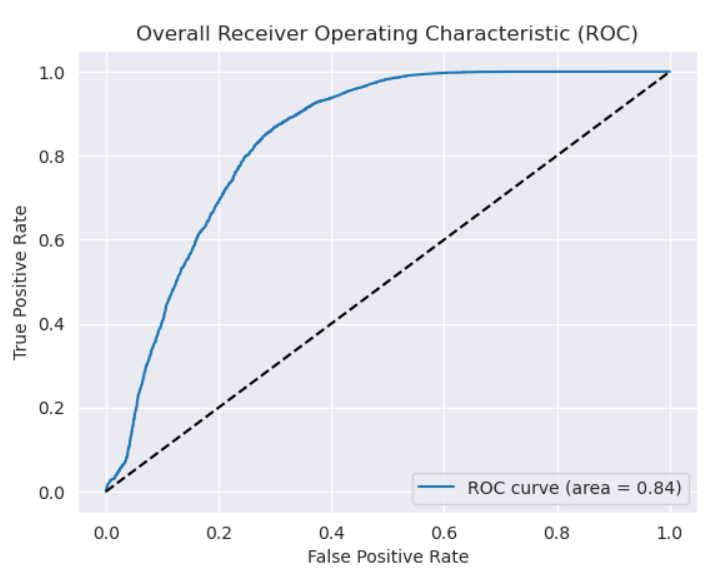 Overall Receiver Operating Characteristic (ROC)
True Positive Rate
1.0
0.8
0.6
0.4
0.2
0.0
ROC curve (area = 0.84)
0.0 0.2 0.4 0.6 0.8 1.0
False Positive Rate